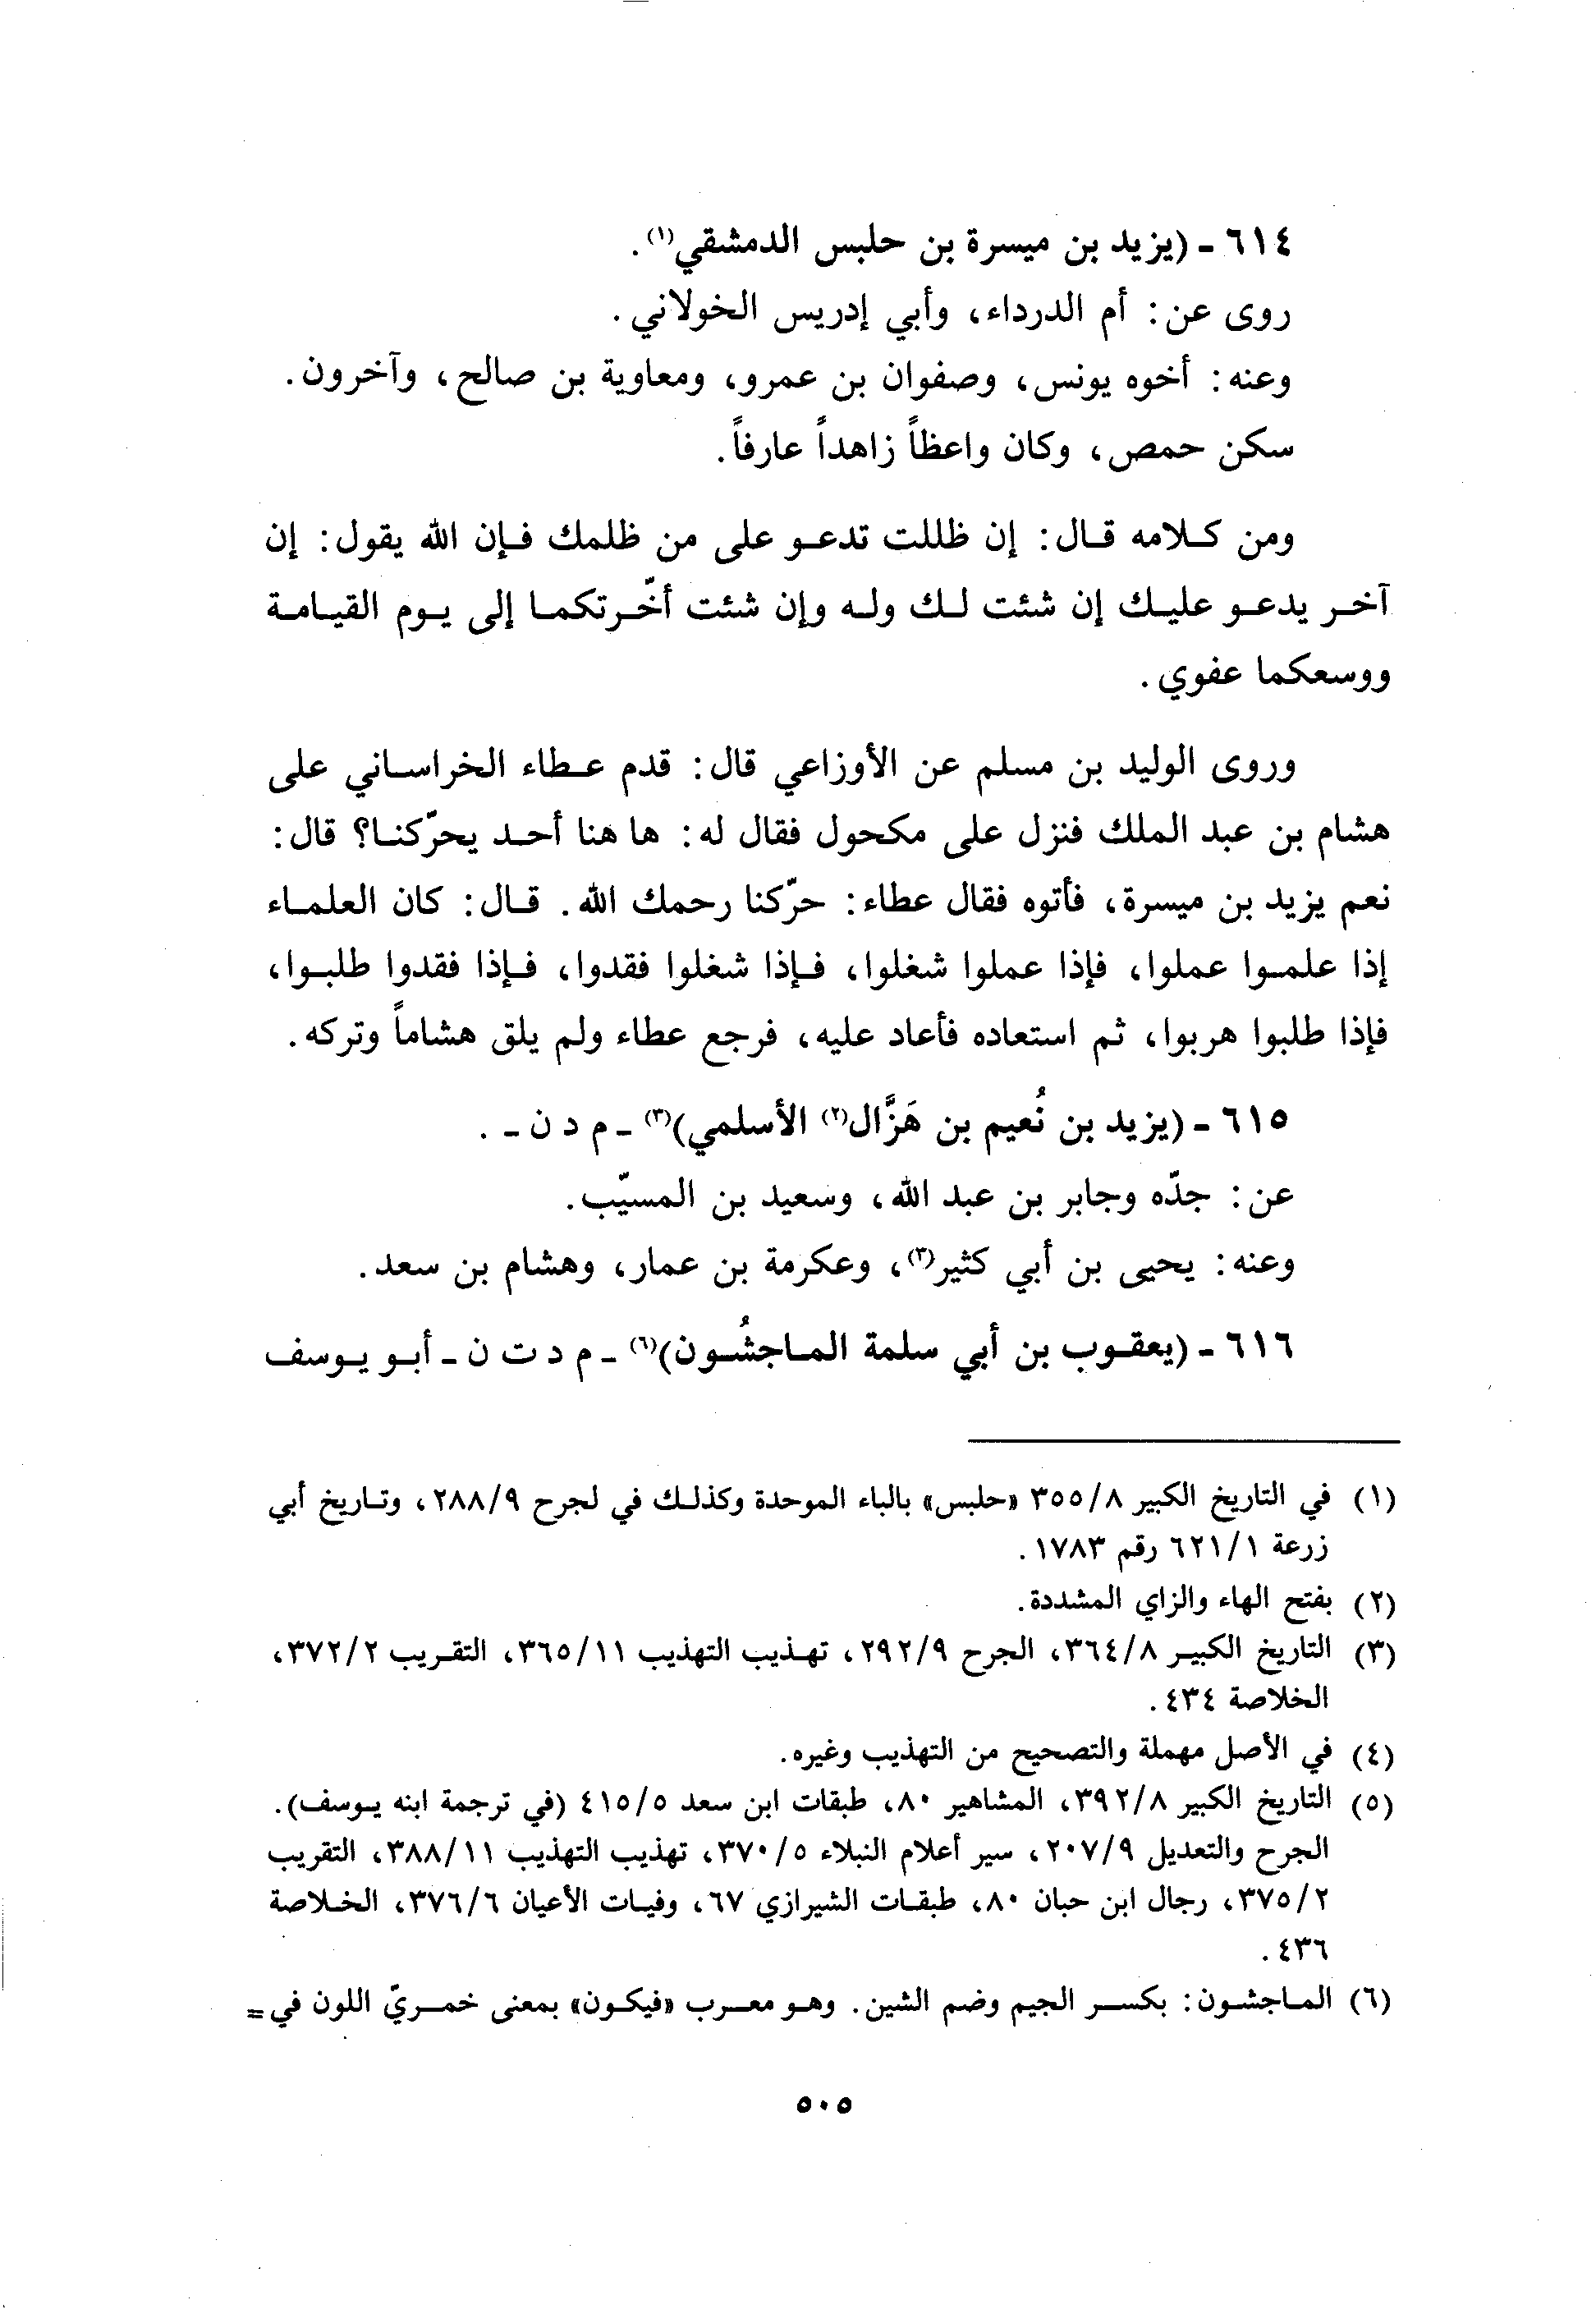 ٦١٤ - (يزيد بن ميسرة بن حلبس الدمشقي(١).
روى عن: أم الدرداء، وأبي إدريس الخولاني.
وعنه: أخوه يونس، وصفوان بن عمرو، ومعاوية بن صالح، وآخرون.
سكن حمص، وكان واعظاً زاهداً عارفاً.
ومن كلامه قال: إن ظللت تدعو على من ظلمك فإن الله يقول: إن
آخر يدعو عليك إن شئت لك وله وإن شئت أخّرتكما إلى يوم القيامة
ووسعكما عفوي.
وروى الوليد بن مسلم عن الأوزاعي قال: قدم عطاء الخراساني على
هشام بن عبد الملك فنزل على مكحول فقال له: ها هنا أحد يحرّكنا؟ قال:
نعم يزيد بن ميسرة، فأتوه فقال عطاء: حرّكنا رحمك الله. قال: كان العلماء
إذا علموا عملوا، فإذا عملوا شغلوا، فإذا شغلوا فقدوا، فإذا فقدوا طلبوا،
فإذا طلبوا هربوا، ثم استعاده فأعاد عليه، فرجع عطاء ولم يلق هشاماً وتركه.
٦١٥ - (يزيد بن نُعيم بن هَزَّال(٢) الأسلمي)(٣) - م د ن -.
عن: جدّه وجابر بن عبد الله، وسعيد بن المسيّب.
وعنه: يحيى بن أبي كثير(٣)، وعكرمة بن عمار، وهشام بن سعد.
٦١٦ - (يعقوب بن أبي سلمة الماجشُون)(٦) - م د ت ن - أبو يوسف
(١) في التاريخ الكبير ٣٥٥/٨ «حلبس» بالباء الموحدة وكذلك في لجرح ٢٨٨/٩، وتاريخ أبي
زرعة ٦٢١/١ رقم ١٧٨٣.
(٢) بفتح الهاء والزاي المشددة.
(٣) التاريخ الكبير ٣٦٤/٨، الجرح ٢٩٢/٩، تهذيب التهذيب ٣٦٥/١١، التقريب ٣٧٢/٢،
الخلاصة ٤٣٤.
(٤) في الأصل مهملة والتصحيح من التهذيب وغيره.
(٥) التاريخ الكبير ٣٩٢/٨، المشاهير ٨٠، طبقات ابن سعد ٤١٥/٥ (في ترجمة ابنه يوسف).
الجرح والتعديل ٢٠٧/٩، سير أعلام النبلاء ٣٧٠/٥، تهذيب التهذيب ٣٨٨/١١، التقريب
٣٧٥/٢، رجال ابن حبان ٨٠، طبقات الشيرازي ٦٧، وفيات الأعيان ٣٧٦/٦، الخلاصة
٤٣٦.
(٦) الماجشون: بكسر الجيم وضم الشين. وهو معرب «فيكون» بمعنى خمريّ اللون في =
٥٠٥